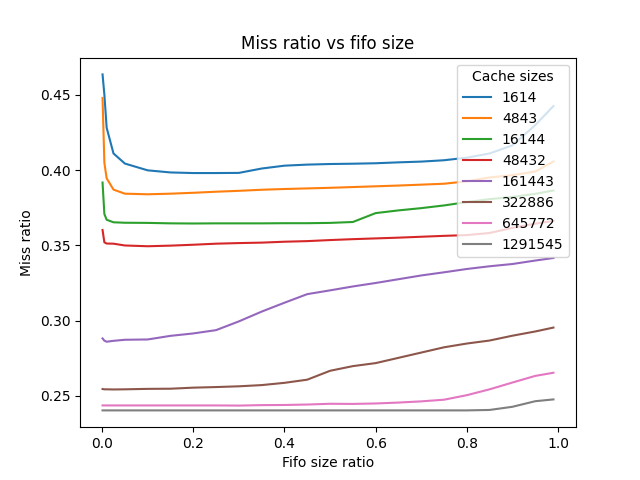 Miss ratio vs fifo size
Cache sizes
1614
4843
16144
48432
161443
322886
645772
1291545
Miss ratio
0.45
0.40
0.35
0.30
0.25
0.0 0.2 0.4 0.6 0.8 1.0
Fifo size ratio